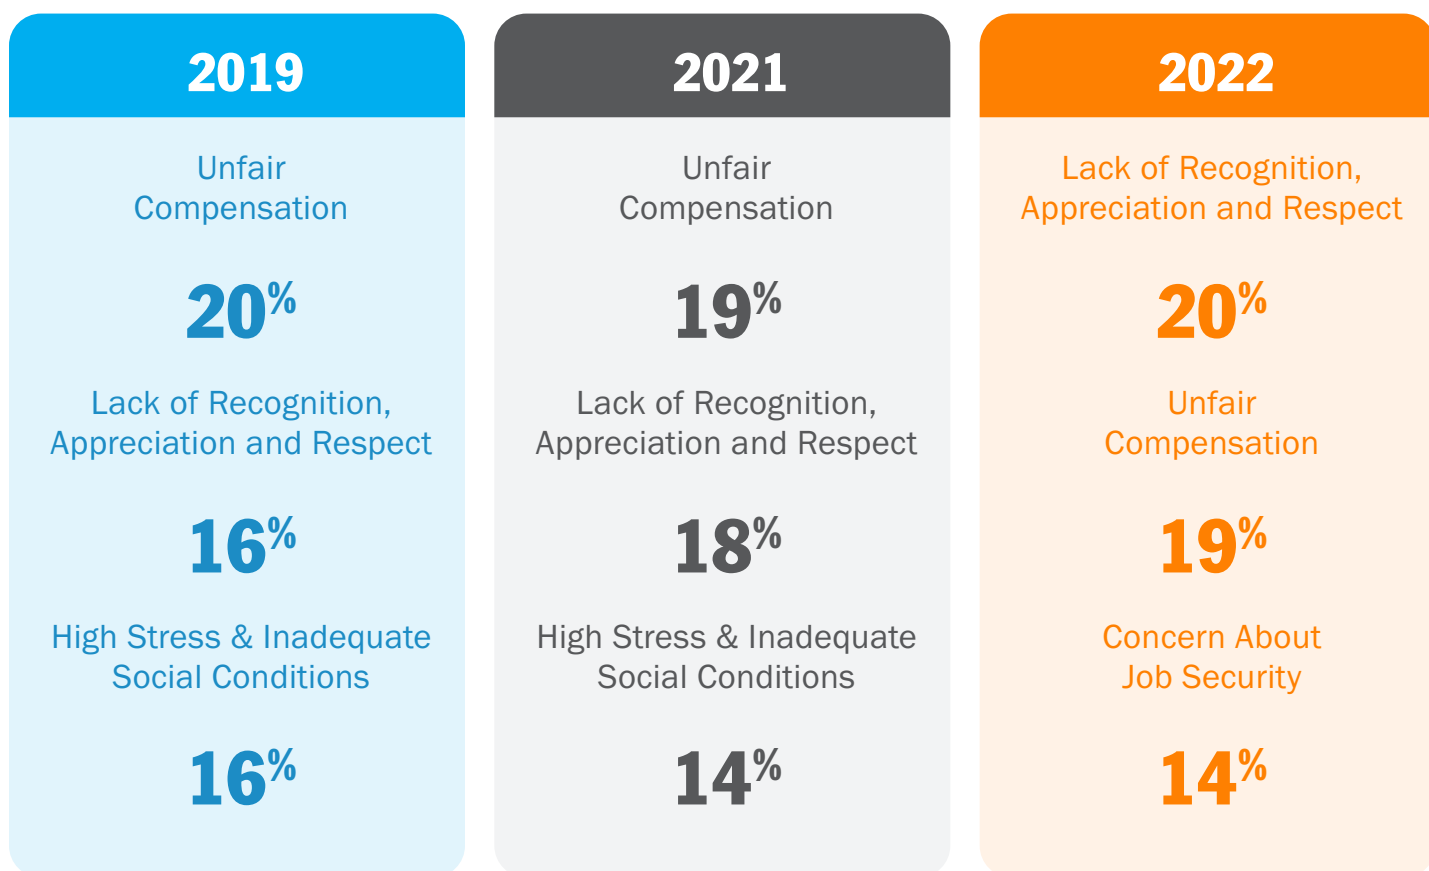 2019
Unfair
Compensation
20%
Lack of Recognition,
Appreciation and Respect
16%
High Stress & Inadequate
Social Conditions
16%
2021
Unfair
Compensation
19%
Lack of Recognition,
Appreciation and Respect
18%
High Stress & Inadequate
Social Conditions
14%
2022
Lack of Recognition,
Appreciation and Respect
20%
Unfair
Compensation
19%
Concern About
Job Security
14%